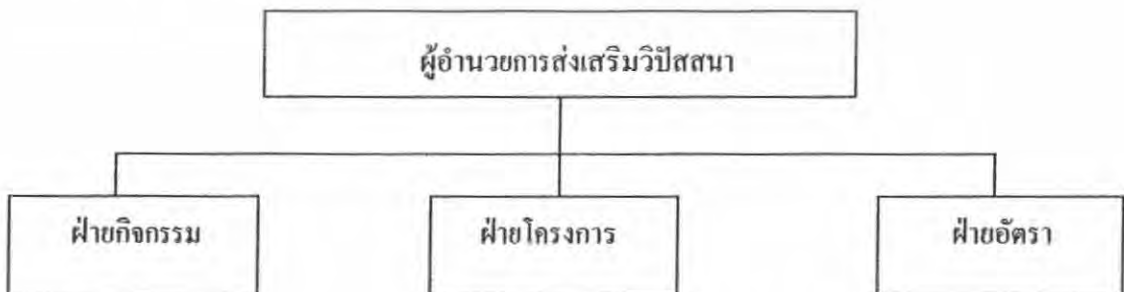 ผู้อำนวยการส่งเสริมวิปัสสนา
ฝ่ายกิจกรรม
ฝ่ายโครงการ
ฝ่ายอัตรา